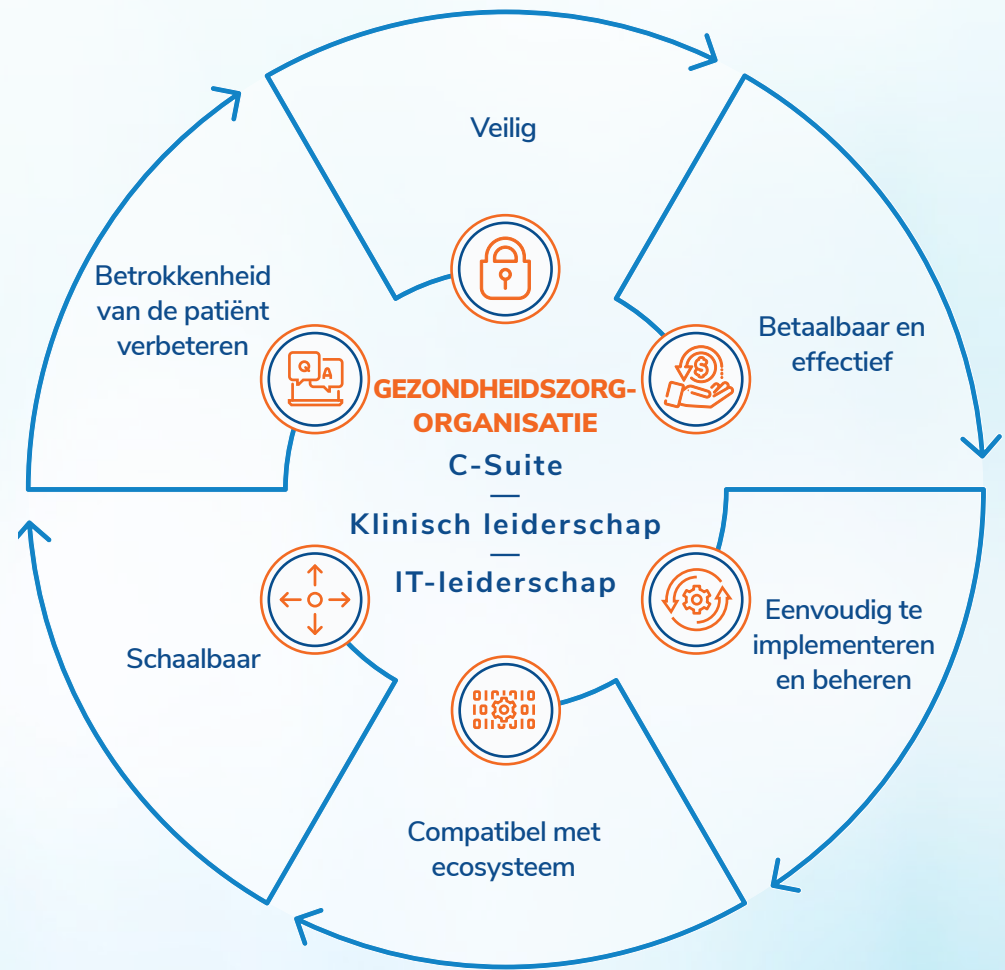 Veilig
Betaalbaar en
effectief
Eenvoudig te
implementeren
en beheren
Compatibel met
ecosysteem
Schaalbaar
Betrokkenheid
van de patiënt
verbeteren
Q
A
GEZONDHEIDSZORG-
ORGANISATIE
C-Suite
Klinisch leiderschap
IT-leiderschap